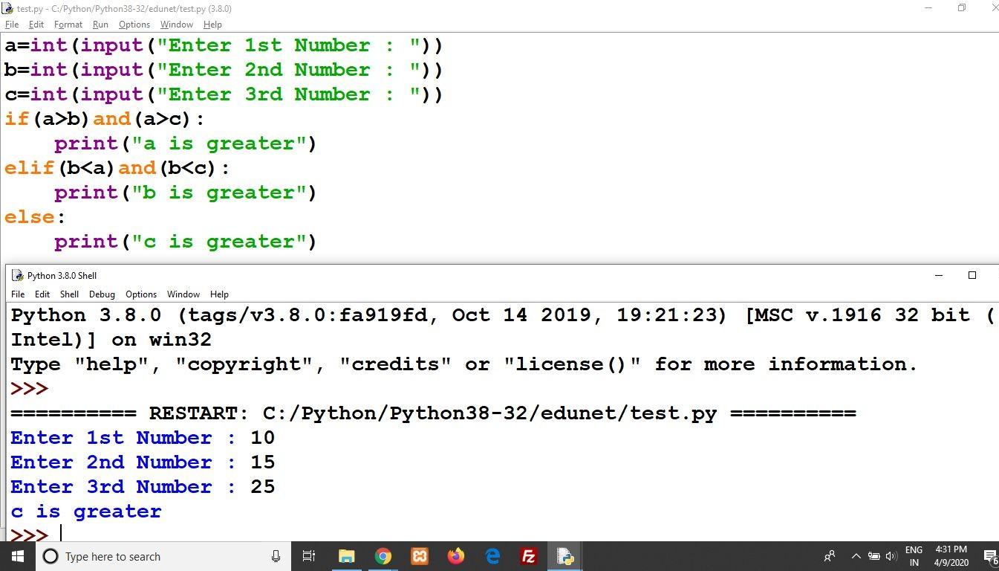 test.py - C:/Python/Python38-32/edunet/test.py (3.8.0)
File Edit Format Run Options Window Help
a=int(input("Enter 1st Number : "))
b=int(input("Enter 2nd Number : "))
c=int(input("Enter 3rd Number : "))
if(a>b)and(a>c):
    print("a is greater")
elif(b<a)and(b<c):
    print("b is greater")
else:
    print("c is greater")
Python 3.8.0 Shell
File Edit Shell Debug Options Window Help
Python 3.8.0 (tags/v3.8.0:fa919fd, Oct 14 2019, 19:21:23) [MSC v.1916 32 bit (
Intel)] on win32
Type "help", "copyright", "credits" or "license()" for more information.
>>>
========== RESTART: C:/Python/Python38-32/edunet/test.py ==========
Enter 1st Number : 10
Enter 2nd Number : 15
Enter 3rd Number : 25
c is greater
>>>
Type here to search
ENG
IN
4:31 PM
4/9/2020
6